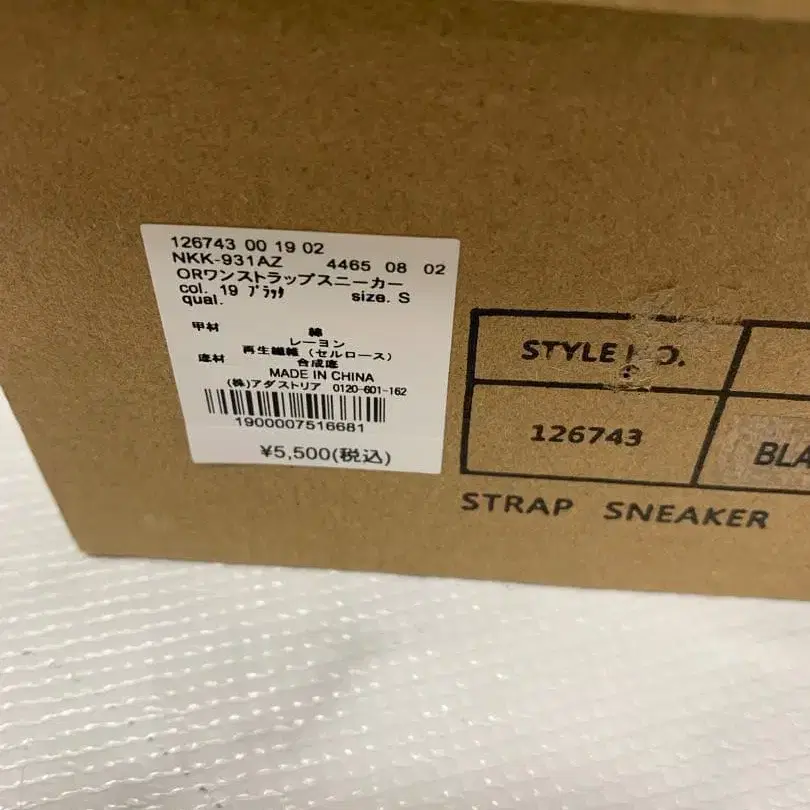 126743 00 19 02
NKK-931AZ 4465 08 02
ORワンストラップスニーカー
col. 19 ブラック size. S
qual.
甲材 綿
レーヨン
再生繊維（セルロース）
底材 合成底
MADE IN CHINA
(株)アダストリア 0120-601-162
1900007516681
¥5,500(税込)
STYLE NO.
126743 BLA
STRAP SNEAKER